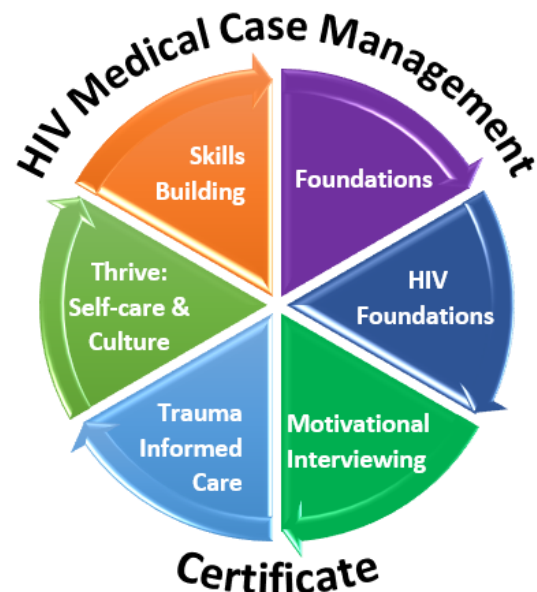 HIV Medical Case Management
Foundations
HIV
Foundations
Motivational
Interviewing
Trauma
Informed
Care
Thrive:
Self-care &
Culture
Skills
Building
Certificate